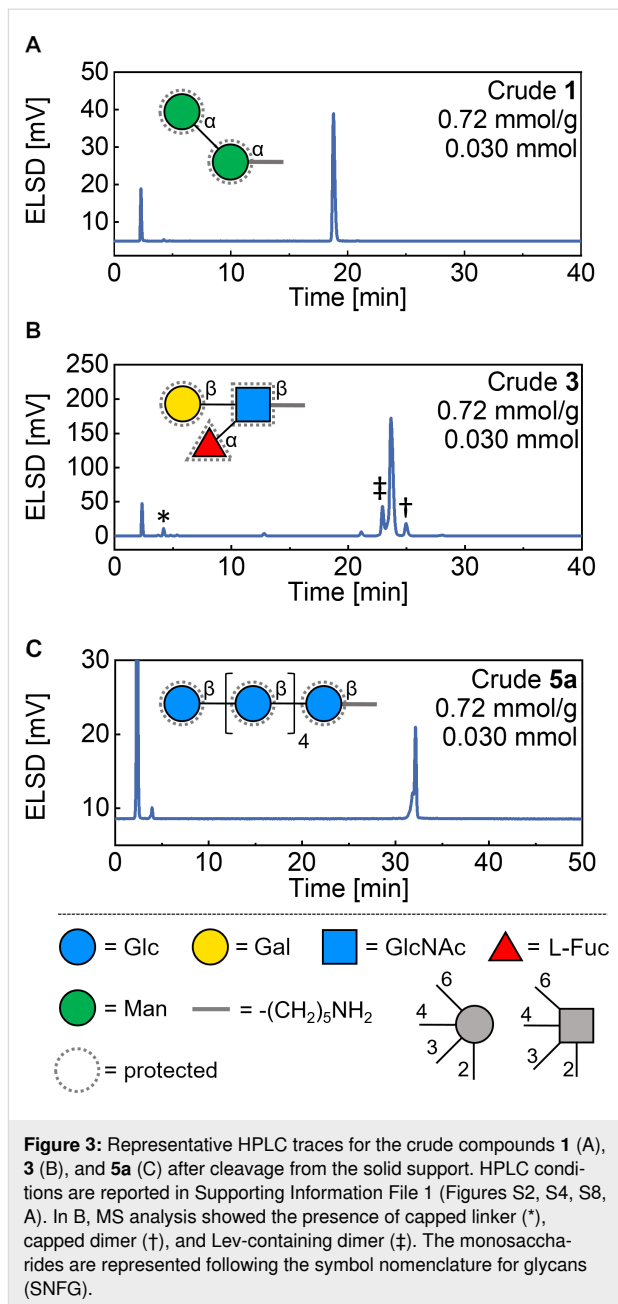 A
ELSD [mV]
50
40
30
20
10
α
α
Crude 1
0.72 mmol/g
0.030 mmol
0 10 20 30 40
Time [min]
B
ELSD [mV]
250
200
150
100
50
0
β
β
α
Crude 3
0.72 mmol/g
0.030 mmol
*
‡
†
0 10 20 30 40
Time [min]
C
ELSD [mV]
30
20
10
β
β
β
4
Crude 5a
0.72 mmol/g
0.030 mmol
0 10 20 30 40 50
Time [min]
= Glc = Gal = GlcNAc = L-Fuc
= Man = -(CH2)5NH2
6
4
3
2
6
4
3
2
= protected
Figure 3: Representative HPLC traces for the crude compounds 1 (A),
3 (B), and 5a (C) after cleavage from the solid support. HPLC condi-
tions are reported in Supporting Information File 1 (Figures S2, S4, S8,
A). In B, MS analysis showed the presence of capped linker (*),
capped dimer (†), and Lev-containing dimer (‡). The monosaccha-
rides are represented following the symbol nomenclature for glycans
(SNFG).